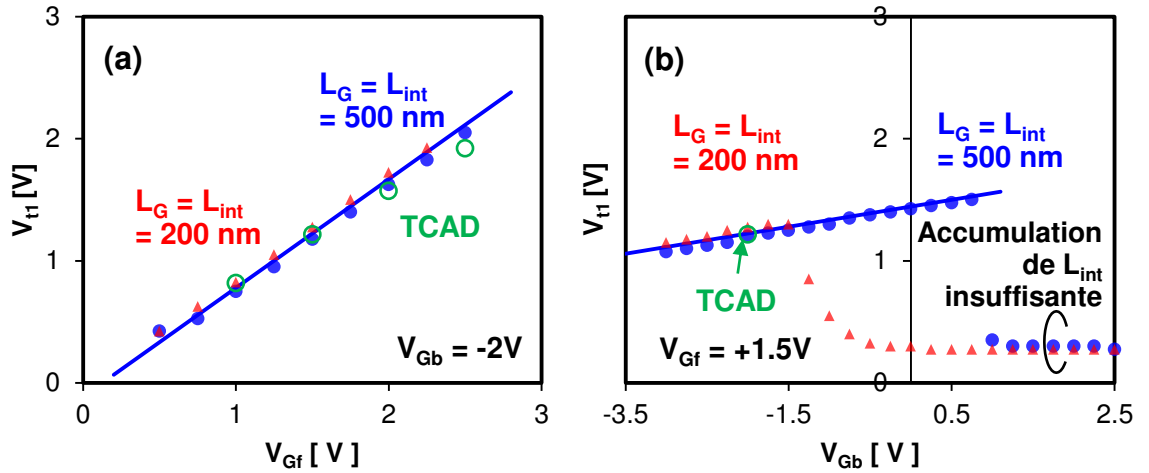 (a)
L_G = L_int
= 500 nm
L_G = L_int
= 200 nm
TCAD
V_Gb = -2V
V_t1 [V]
3
2
1
0
0
1
2
3
V_Gf [ V ]
(b)
L_G = L_int
= 200 nm
L_G = L_int
= 500 nm
Accumulation
de L_int
insuffisante
TCAD
V_Gf = +1.5V
V_t1 [V]
3
2
1
0
-3.5
-1.5
0.5
2.5
V_Gb [ V ]